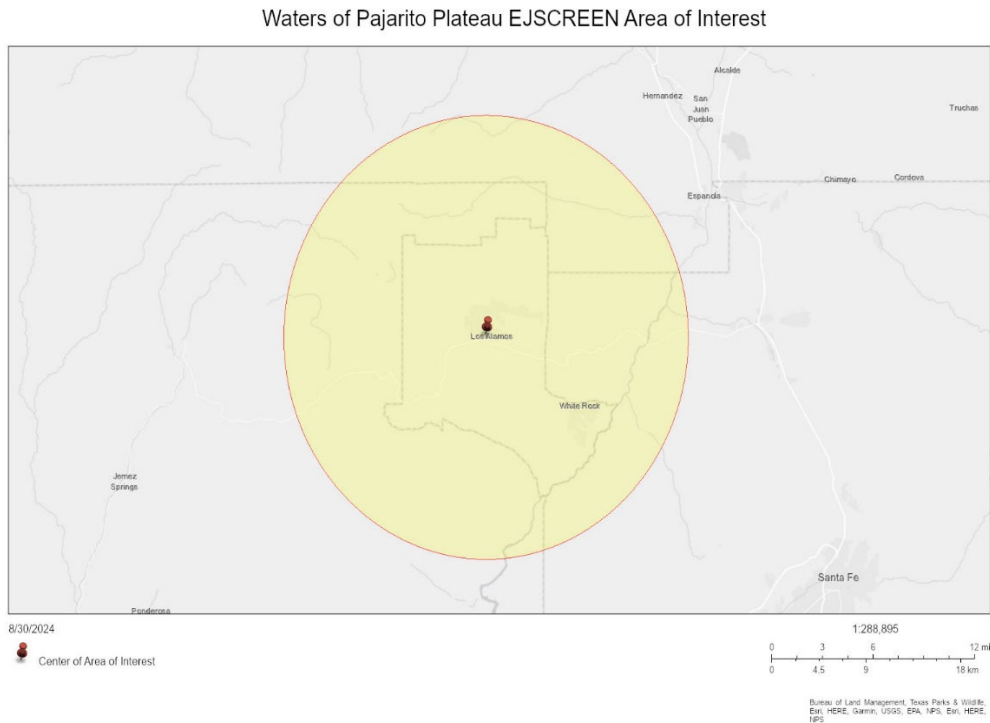 Waters of Pajarito Plateau EJSCREEN Area of Interest
Alcalde
Hernandez
San
Juan
Pueblo
Truchas
Chimayo
Cordova
Espanola
Los Alamos
White Rock
Jemez
Springs
Santa Fe
Ponderosa
8/30/2024
1:288,895
Center of Area of Interest
0 3 6 12 mi
0 4.5 9 18 km
Bureau of Land Management, Texas Parks & Wildlife,
Esri, HERE, Garmin, USGS, EPA, NPS, Esri, HERE,
NPS